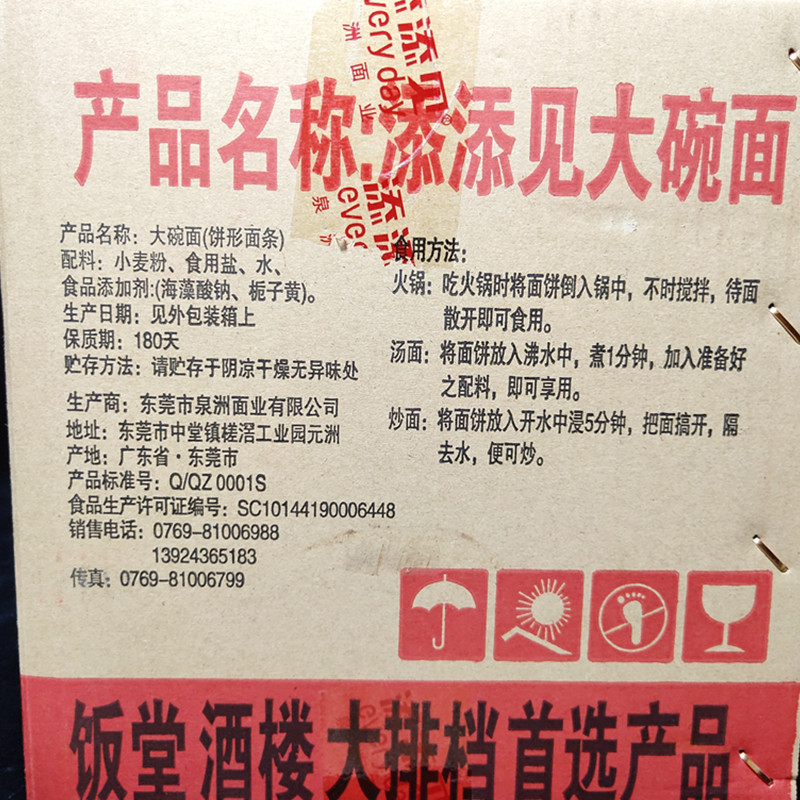 产品名称:添添见大碗面
产品名称：大碗面(饼形面条)
配料：小麦粉、食用盐、水、
食品添加剂:(海藻酸钠、栀子黄)。
生产日期：见外包装箱上
保质期：180天
贮存方法：请贮存于阴凉干燥无异味处
生产商：东莞市泉洲面业有限公司
地址：东莞市中堂镇槎滘工业园元洲
产地：广东省·东莞市
产品标准号：Q/QZ 0001S
食品生产许可证编号：SC10144190006448
销售电话：0769-81006988
13924365183
传真：0769-81006799
食用方法：
火锅：吃火锅时将面饼倒入锅中，不时搅拌，待面
散开即可食用。
汤面：将面饼放入沸水中，煮1分钟，加入准备好
之配料，即可享用。
炒面：将面饼放入开水中浸5分钟，把面搞开，隔
去水，便可炒。
饭堂 酒楼 大排档首选产品
添添见
every day
洲面业